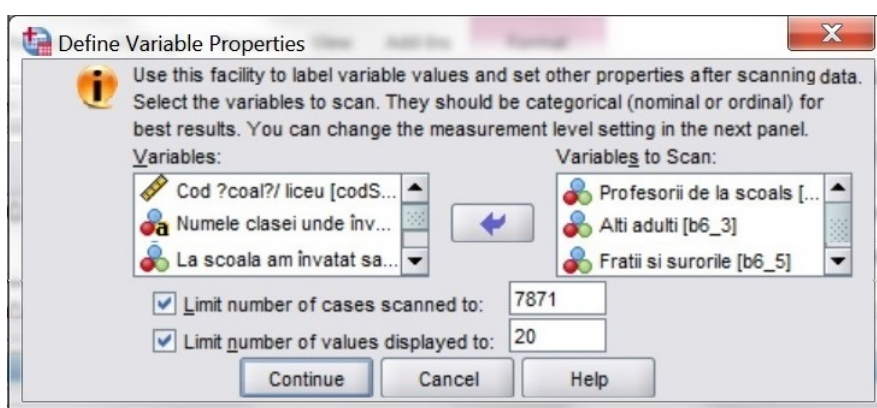 Define Variable Properties
Use this facility to label variable values and set other properties after scanning data.
Select the variables to scan. They should be categorical (nominal or ordinal) for
best results. You can change the measurement level setting in the next panel.
Variables:
Variables to Scan:
Cod ?coal?/ liceu [codS...
Numele clasei unde înv...
La scoala am învatat sa...
Profesorii de la scoals [...
Alti adulti [b6_3]
Fratii si surorile [b6_5]
Limit number of cases scanned to: 7871
Limit number of values displayed to: 20
Continue Cancel Help